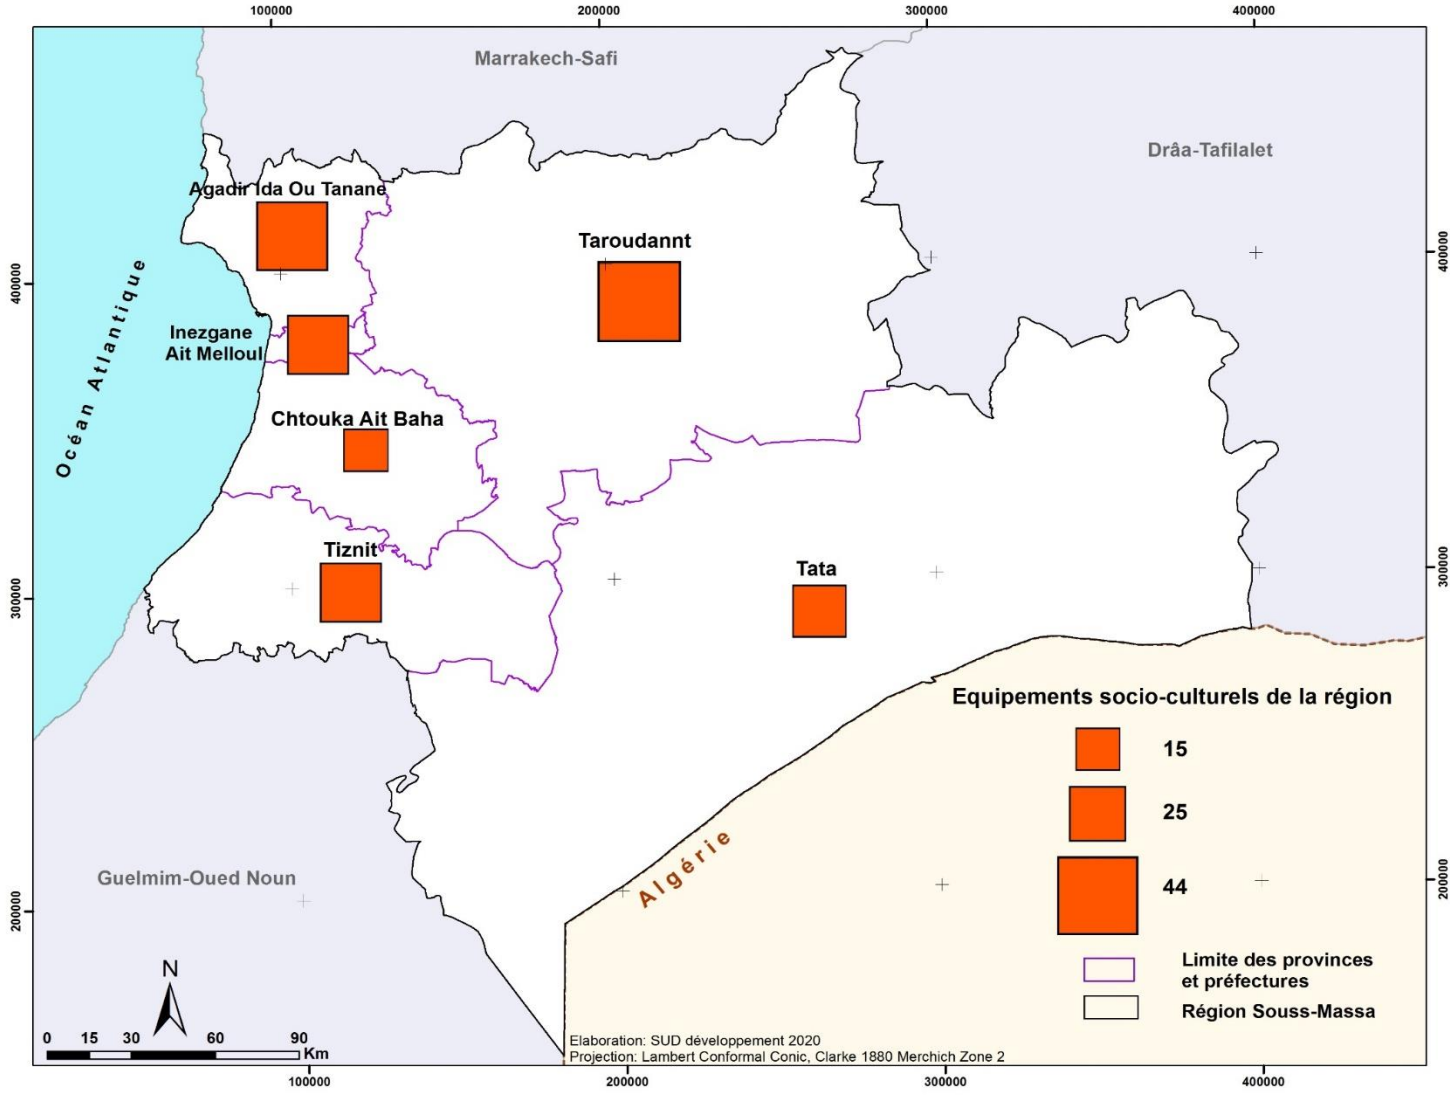 100000 200000 300000 400000
Marrakech-Safi
Drâa-Tafilalet
Agadir Ida Ou Tanane
Taroudannt
400000
400000
Océan Atlantique
Inezgane
Ait Melloul
Chtouka Ait Baha
Tiznit
Tata
300000
300000
Equipements socio-culturels de la région
15
25
44
Algérie
Guelmim-Oued Noun
200000
200000
Limite des provinces
et préfectures
Région Souss-Massa
N
0 15 30 60 90
Km
Elaboration: SUD développement 2020
Projection: Lambert Conformal Conic, Clarke 1880 Merchich Zone 2
100000 200000 300000 400000